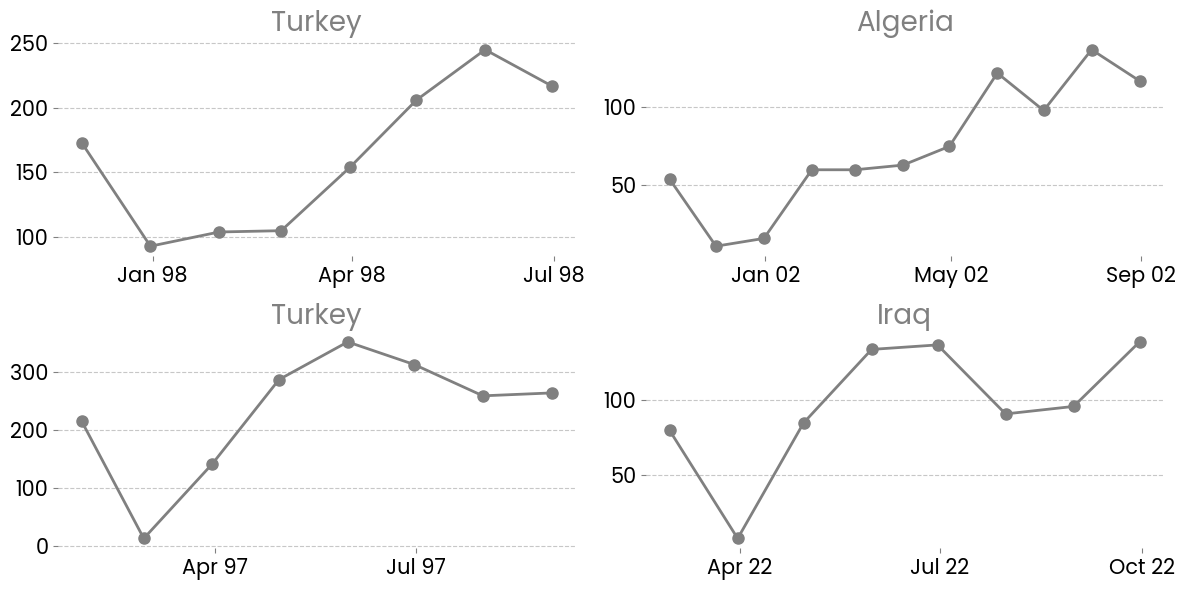 Turkey
250
200
150
100
Jan 98 Apr 98 Jul 98
Algeria
100
50
Jan 02 May 02 Sep 02
Turkey
300
200
100
0
Apr 97 Jul 97
Iraq
100
50
Apr 22 Jul 22 Oct 22